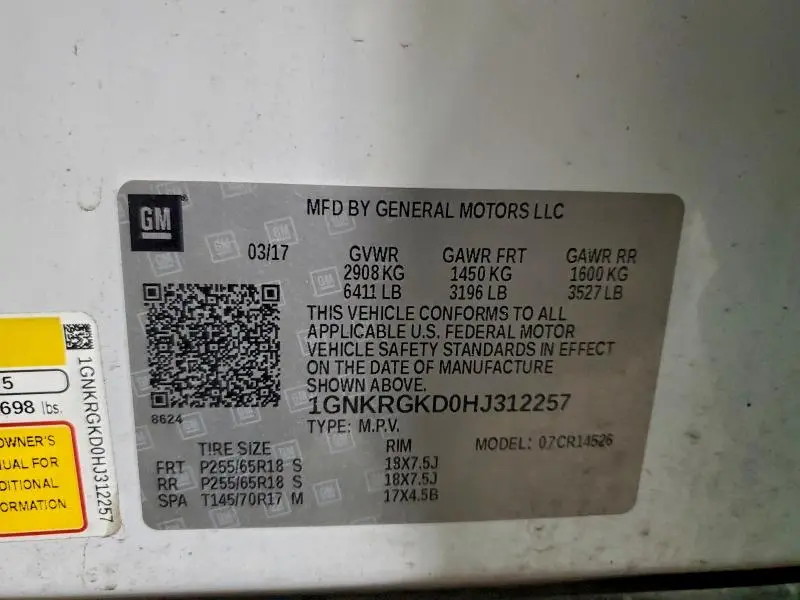 GM
MFD BY GENERAL MOTORS LLC
03/17 GVWR GAWR FRT GAWR RR
2908 KG 1450 KG 1600 KG
6411 LB 3196 LB 3527 LB
THIS VEHICLE CONFORMS TO ALL
APPLICABLE U.S. FEDERAL MOTOR
VEHICLE SAFETY STANDARDS IN EFFECT
ON THE DATE OF MANUFACTURE
SHOWN ABOVE.
8624
1GNKRGKD0HJ312257
TYPE: M.P.V.
MODEL: 07CR14526
TIRE SIZE RIM
FRT P255/65R18 S 18X7.5J
RR P255/65R18 S 18X7.5J
SPA T145/70R17 M 17X4.5B
5
698 lbs.
OWNER'S
UAL FOR
DITIONAL
ORMATION
1GNKRGKD0HJ312257